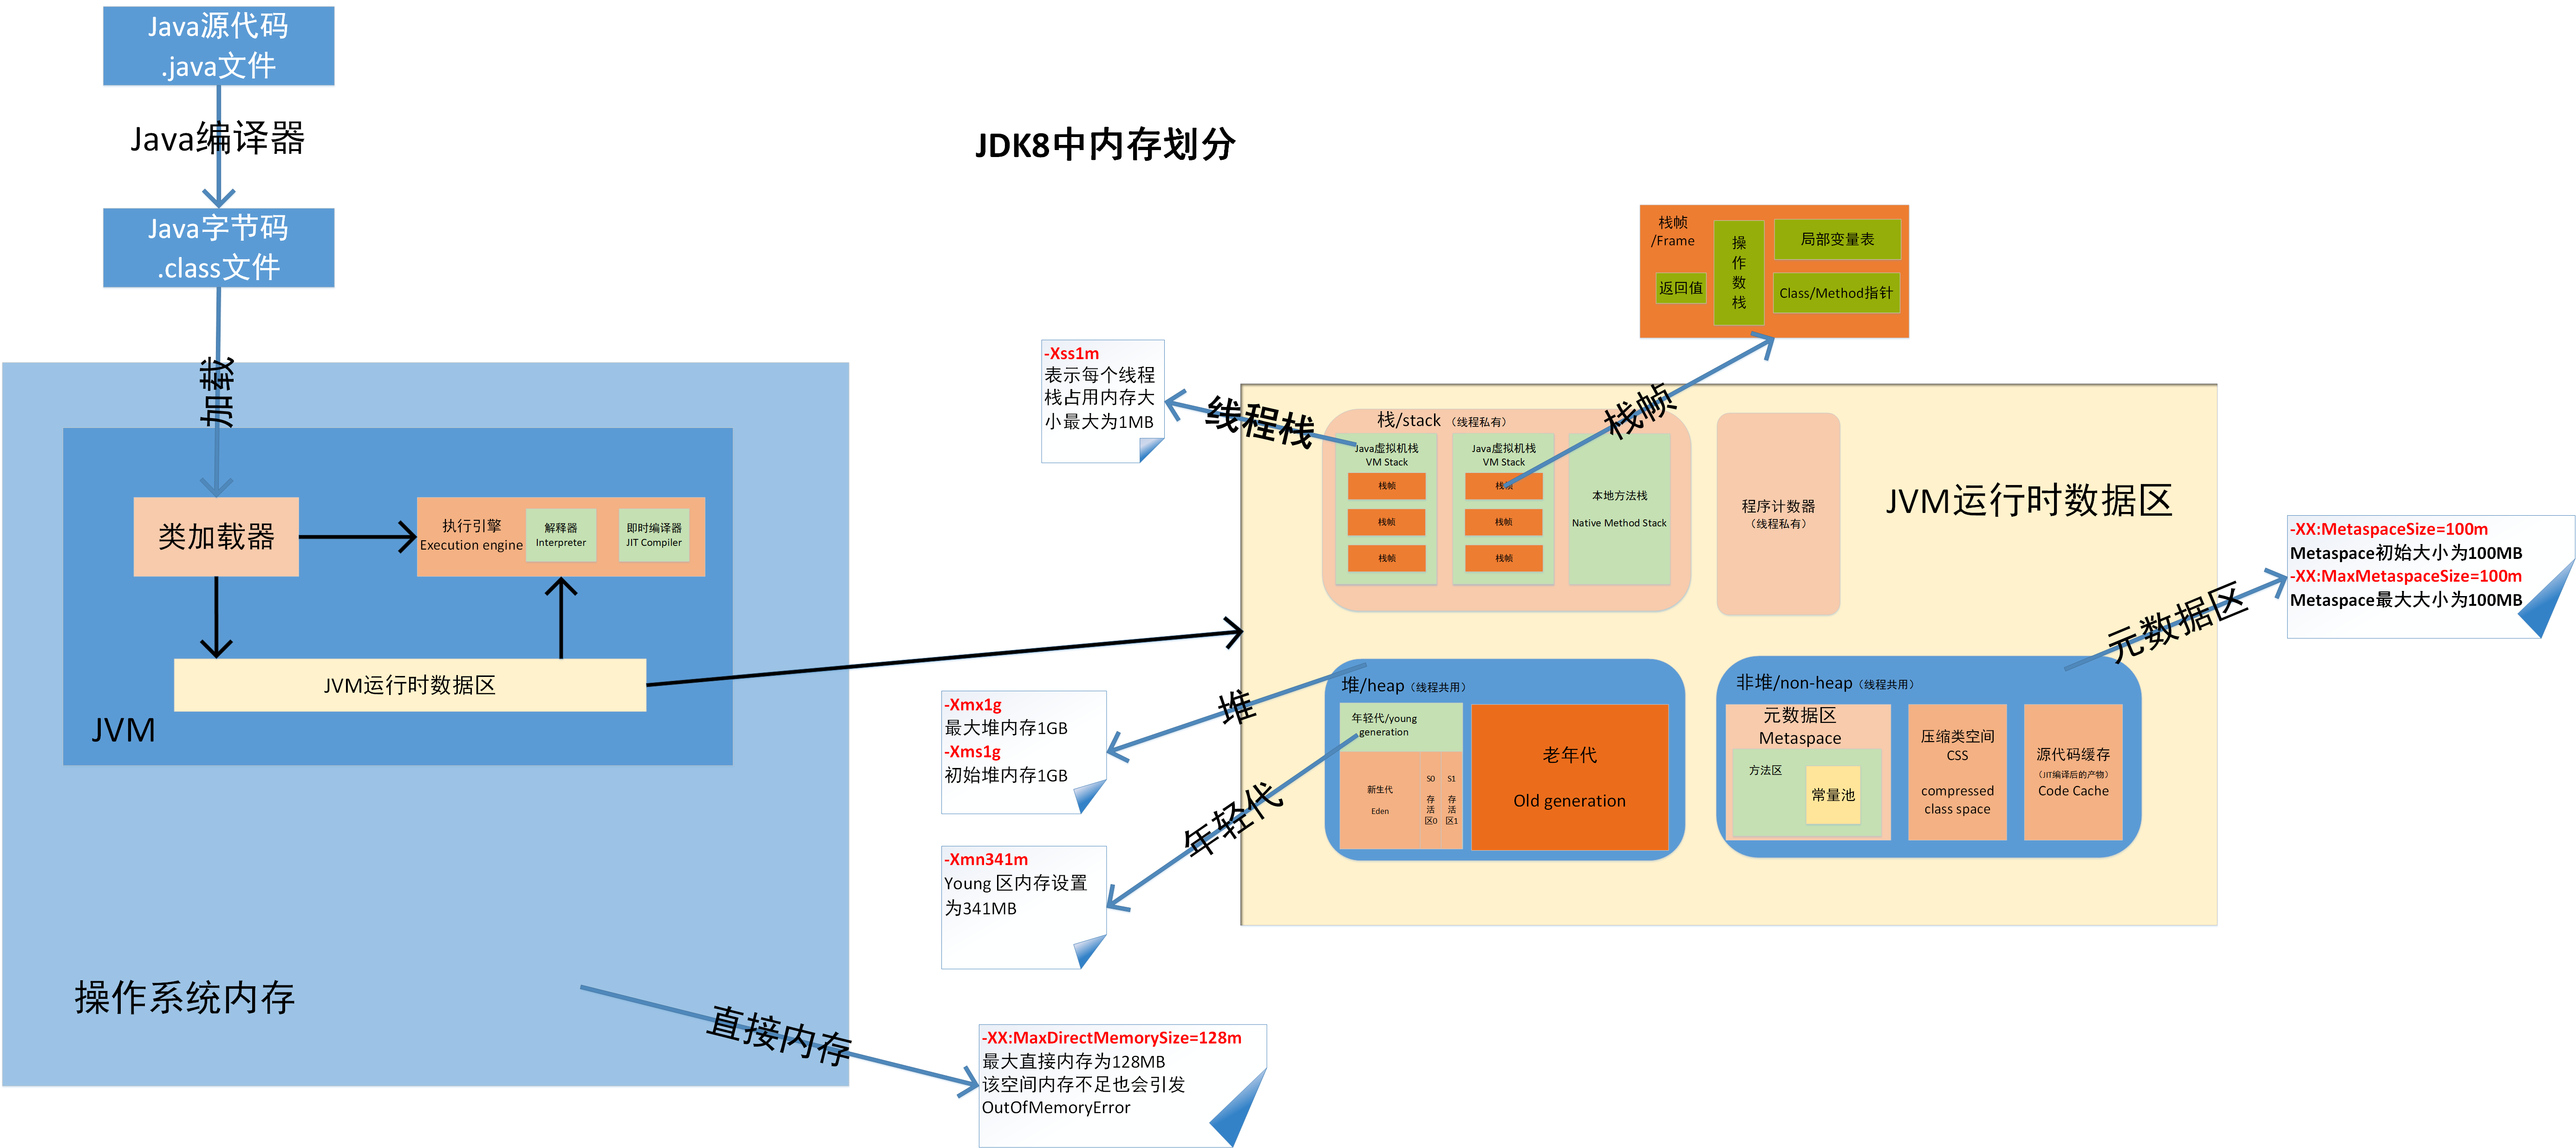 Java源代码
.java文件
Java编译器
JDK8中内存划分
Java字节码
.class文件
加载
类加载器
执行引擎
Execution engine
解释器
Interpreter
即时编译器
JIT Compiler
JVM运行时数据区
JVM
操作系统内存
直接内存
-XX:MaxDirectMemorySize=128m
最大直接内存为128MB
该空间内存不足也会引发
OutOfMemoryError
栈帧
/Frame
返回值
操
作
数
栈
局部变量表
Class/Method指针
-Xss1m
表示每个线程
栈占用内存大
小最大为1MB
线程栈
栈帧
栈/stack（线程私有）
Java虚拟机栈
VM Stack
栈帧
栈帧
栈帧
Java虚拟机栈
VM Stack
栈帧
栈帧
栈帧
本地方法栈
Native Method Stack
程序计数器
（线程私有）
JVM运行时数据区
-XX:MetaspaceSize=100m
Metaspace初始大小为100MB
-XX:MaxMetaspaceSize=100m
Metaspace最大大小为100MB
元数据区
堆
-Xmx1g
最大堆内存1GB
-Xms1g
初始堆内存1GB
年轻代
-Xmn341m
Young 区内存设置
为341MB
堆/heap（线程共用）
年轻代/young
generation
新生代
Eden
S0
存
活
区0
S1
存
活
区1
老年代
Old generation
非堆/non-heap（线程共用）
元数据区
Metaspace
方法区
常量池
压缩类空间
CSS
compressed
class space
源代码缓存
（JIT编译后的产物）
Code Cache